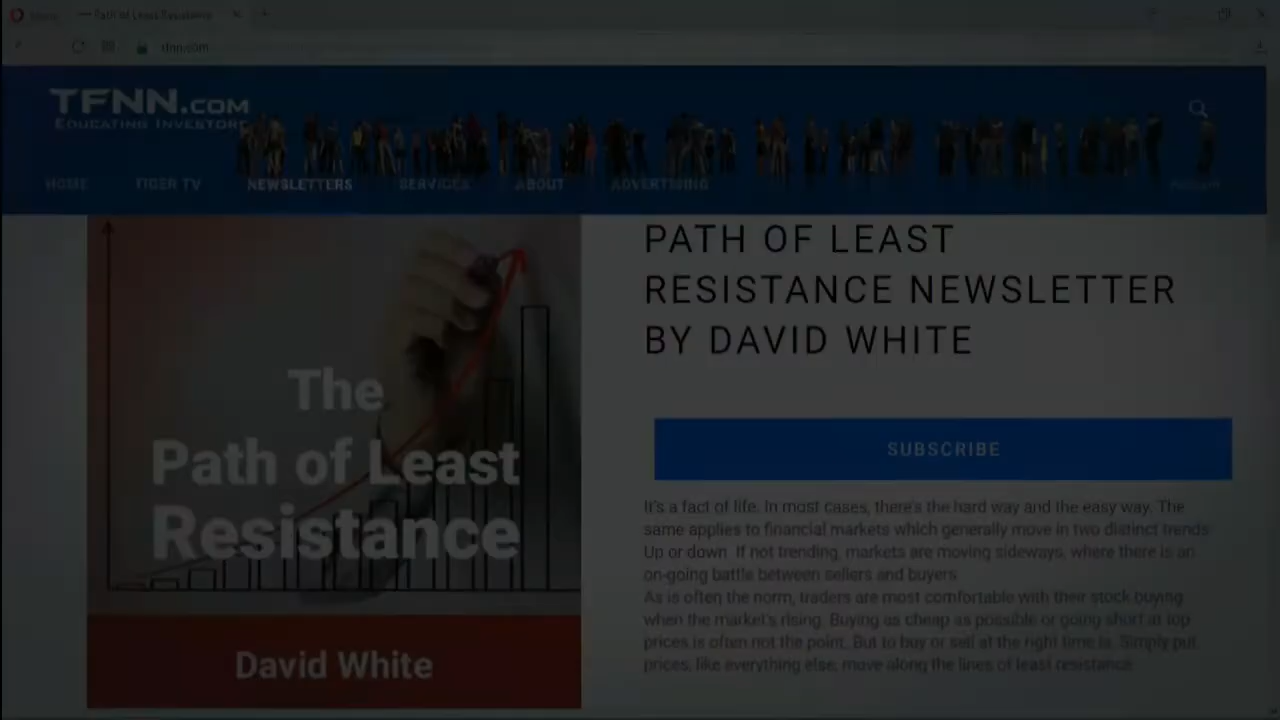 Path of Least Resistance
tfnn.com
TFNN.COM
EDUCATING INVESTORS
HOME TIGER TV NEWSLETTERS SERVICES ABOUT ADVERTISING
The
Path of Least
Resistance
David White
PATH OF LEAST
RESISTANCE NEWSLETTER
BY DAVID WHITE
SUBSCRIBE
It's a fact of life. In most cases, there's the hard way and the easy way. The
same applies to financial markets which generally move in two distinct trends.
Up or down. If not trending, markets are moving sideways, where there is an
on-going battle between sellers and buyers.
As is often the norm, traders are most comfortable with their stock buying
when the market's rising. Buying as cheap as possible or going short at top
prices is often not the point. But to buy or sell at the right time is. Simply put,
prices, like everything else, move along the lines of least resistance.